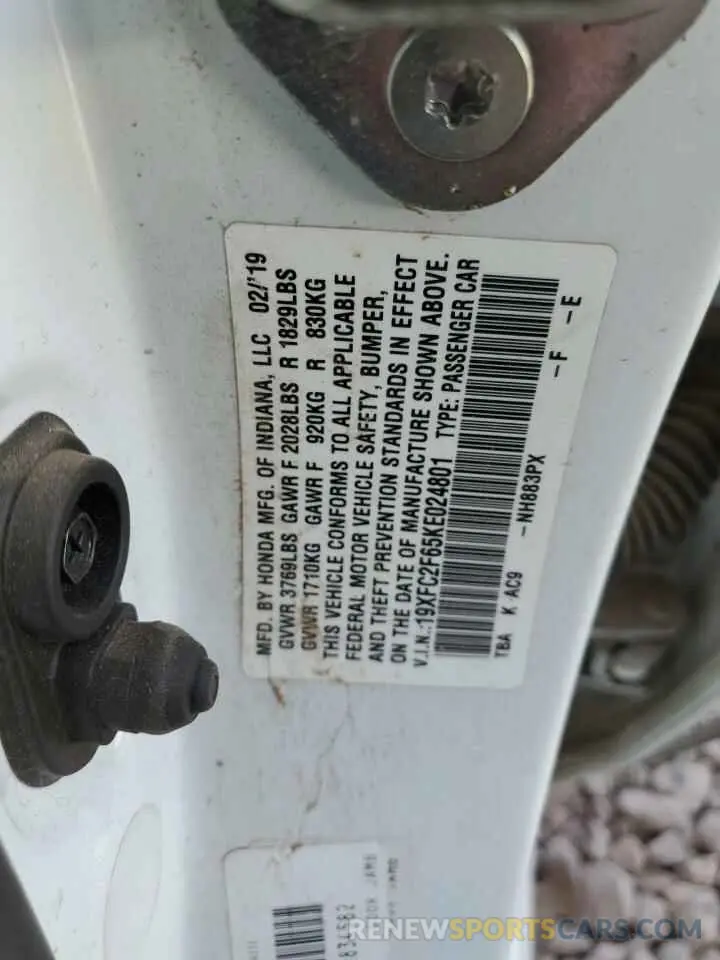 MFD. BY HONDA MFG. OF INDIANA, LLC 02/'19
GVWR 3769LBS GAWR F 2028LBS R 1829LBS
GVWR 1710KG GAWR F 920KG R 830KG
THIS VEHICLE CONFORMS TO ALL APPLICABLE
FEDERAL MOTOR VEHICLE SAFETY, BUMPER,
AND THEFT PREVENTION STANDARDS IN EFFECT
ON THE DATE OF MANUFACTURE SHOWN ABOVE.
V.I.N.:19XFC2F65KE024801 TYPE: PASSENGER CAR
TBA K AC9 -NH883PX -F -E
RENEWSPORTSCARS.COM